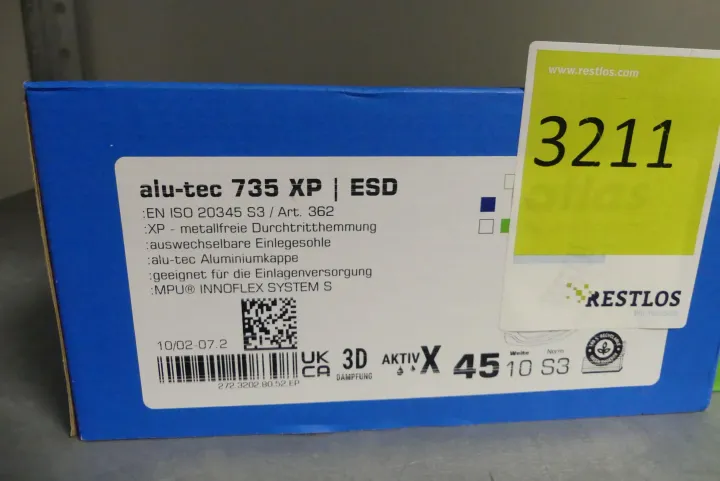 www.restlos.com
3211
RESTLOS
alu-tec 735 XP | ESD
:EN ISO 20345 S3 / Art. 362
:XP - metallfreie Durchtritthemmung
:auswechselbare Einlegesohle
:alu-tec Aluminiumkappe
:geeignet für die Einlagenversorgung
:MPU® INNOFLEX SYSTEM S
10/02-07.2
272.3202.80.52.EP
UK
CA
3D
DÄMPFUNG
AKTIV X
45
Weite
10
Norm
S3